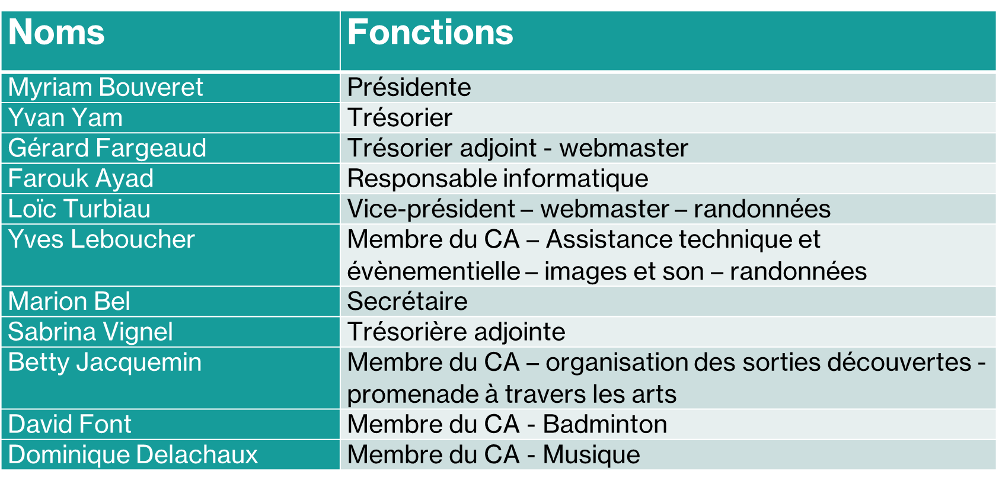 Noms Fonctions
Myriam Bouveret Présidente
Yvan Yam Trésorier
Gérard Fargeaud Trésorier adjoint - webmaster
Farouk Ayad Responsable informatique
Loïc Turbiau Vice-président – webmaster – randonnées
Yves Leboucher Membre du CA – Assistance technique et
évènementielle – images et son – randonnées
Marion Bel Secrétaire
Sabrina Vignel Trésorière adjointe
Betty Jacquemin Membre du CA – organisation des sorties découvertes -
promenade à travers les arts
David Font Membre du CA - Badminton
Dominique Delachaux Membre du CA - Musique